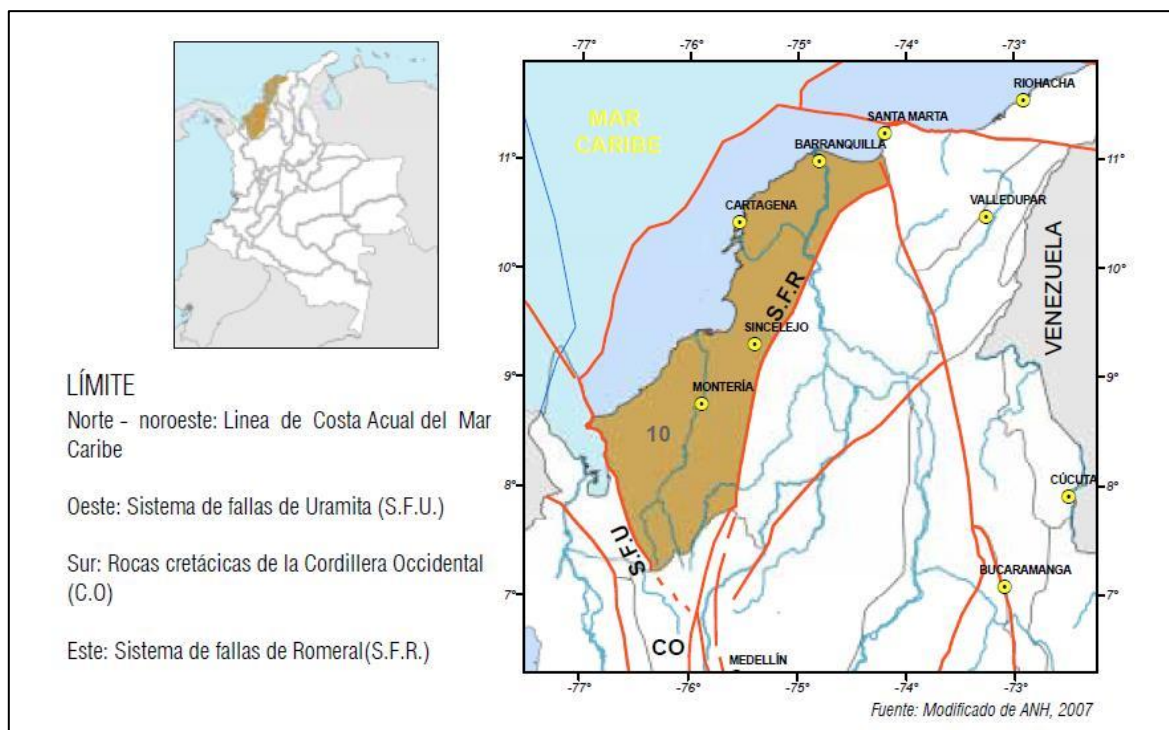 LÍMITE
Norte - noroeste: Linea de Costa Acual del Mar
Caribe
Oeste: Sistema de fallas de Uramita (S.F.U.)
Sur: Rocas cretácicas de la Cordillera Occidental
(C.O)
Este: Sistema de fallas de Romeral(S.F.R.)
-77° -76° -75° -74° -73°
RIOHACHA
MAR
CARIBE
SANTA MARTA
BARRANQUILLA
11° 11°
CARTAGENA
VALLEDUPAR
VENEZUELA
10° 10°
S.F.R
SINCELEJO
9° 9°
MONTERÍA
10
8° 8°
CÚCUTA
S.F.U
BUCARAMANGA
7° 7°
CO
MEDELLÍN
-77° -76° -75° -74° -73°
Fuente: Modificado de ANH, 2007